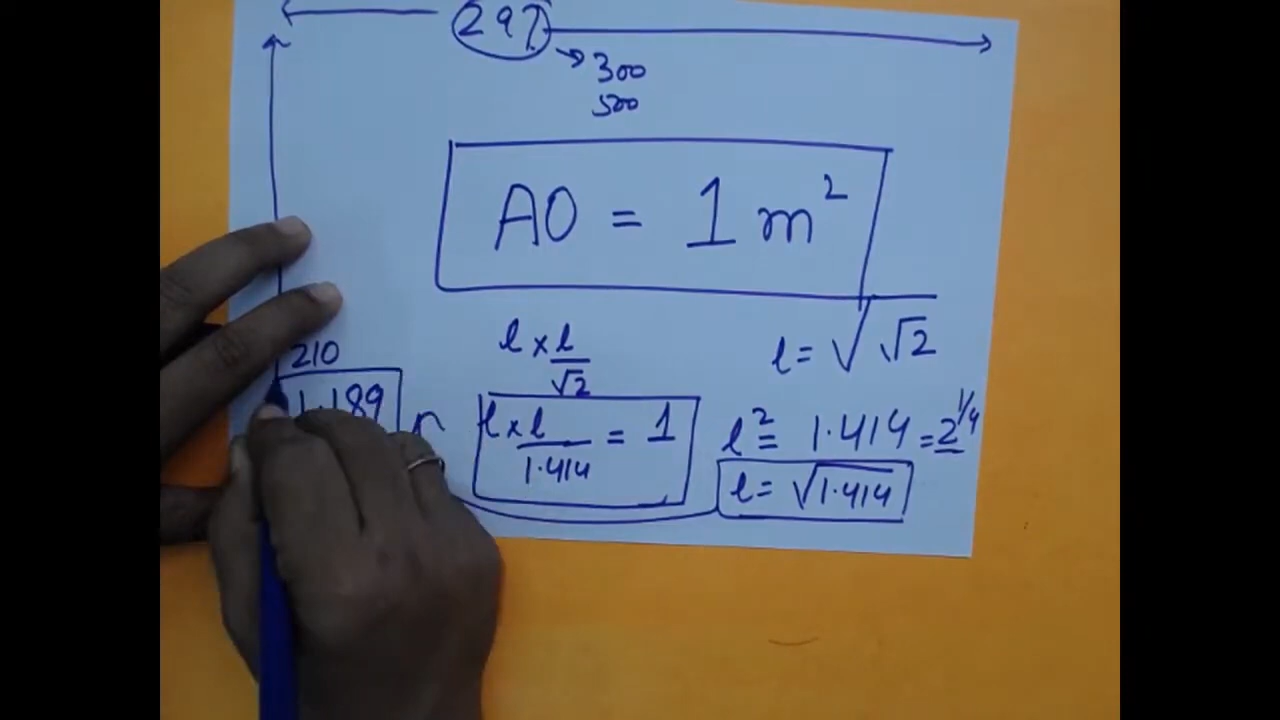 297
300
500
A0 = 1 m²
l × l/√2
l = √√2
210
1.189
l × l/1.414 = 1
l² = 1.414 = 2^1/4
l = √1.414